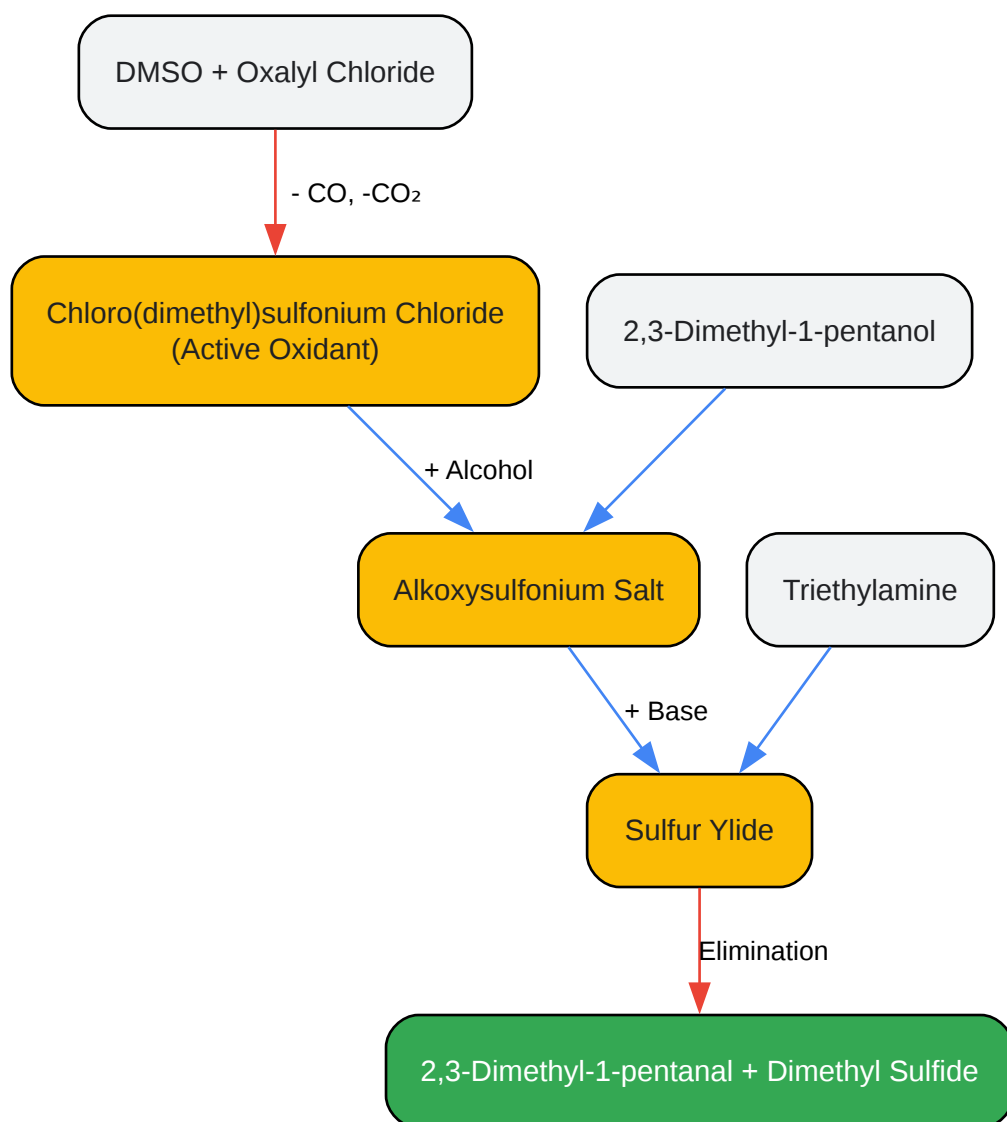 DMSO + Oxalyl Chloride
- CO, -CO₂
Chloro(dimethyl)sulfonium Chloride
(Active Oxidant)
2,3-Dimethyl-1-pentanol
+ Alcohol
Alkoxysulfonium Salt
Triethylamine
+ Base
Sulfur Ylide
Elimination
2,3-Dimethyl-1-pentanal + Dimethyl Sulfide